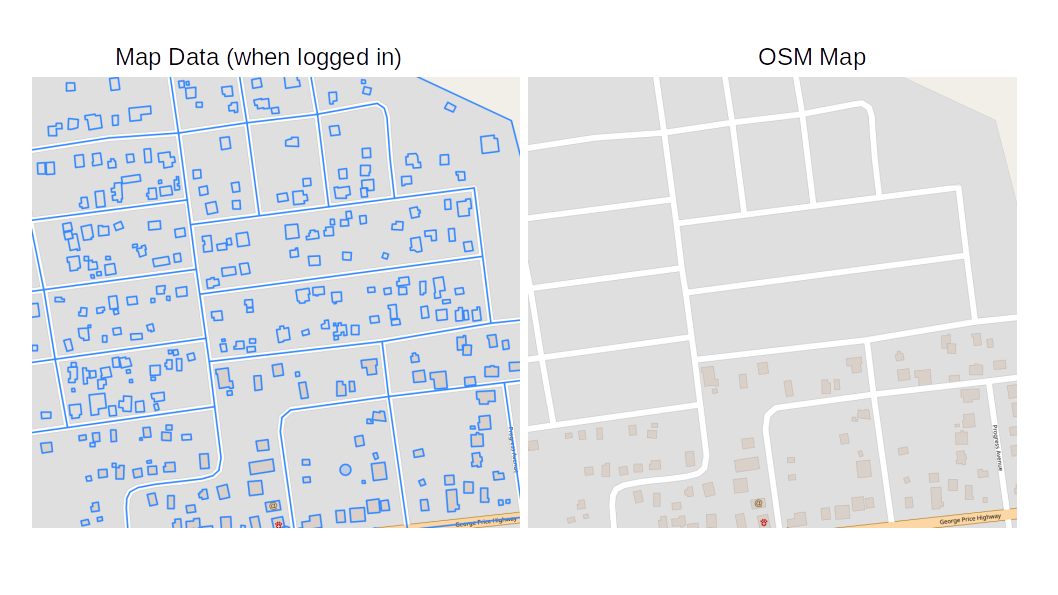 Map Data (when logged in)
OSM Map
Progress Avenue
George Price Highway
@
Progress Avenue
George Price Highway
@